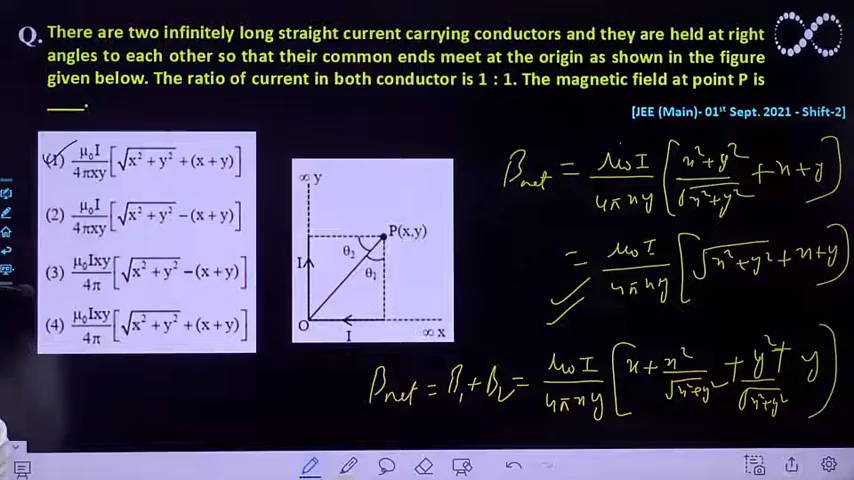 Q. There are two infinitely long straight current carrying conductors and they are held at right
angles to each other so that their common ends meet at the origin as shown in the figure
given below. The ratio of current in both conductor is 1 : 1. The magnetic field at point P is
____.
[JEE (Main)- 01st Sept. 2021 - Shift-2]
(1) μ₀I/4πxy [√(x²+y²) + (x+y)]
(2) μ₀I/4πxy [√(x²+y²) − (x+y)]
(3) μ₀Ixy/4π [√(x²+y²) − (x+y)]
(4) μ₀Ixy/4π [√(x²+y²) + (x+y)]
∞ y
P(x,y)
θ₂
θ₁
I
O
I
∞ x
Bnet = μ₀I/4πxy (x²+y²/√(x²+y²) + x+y)
= μ₀I/4πxy [√(x²+y²) + x+y)
Bnet = B₁+B₂ = μ₀I/4πxy [x + x²/√(x²+y²) + y²/√(x²+y²) + y)